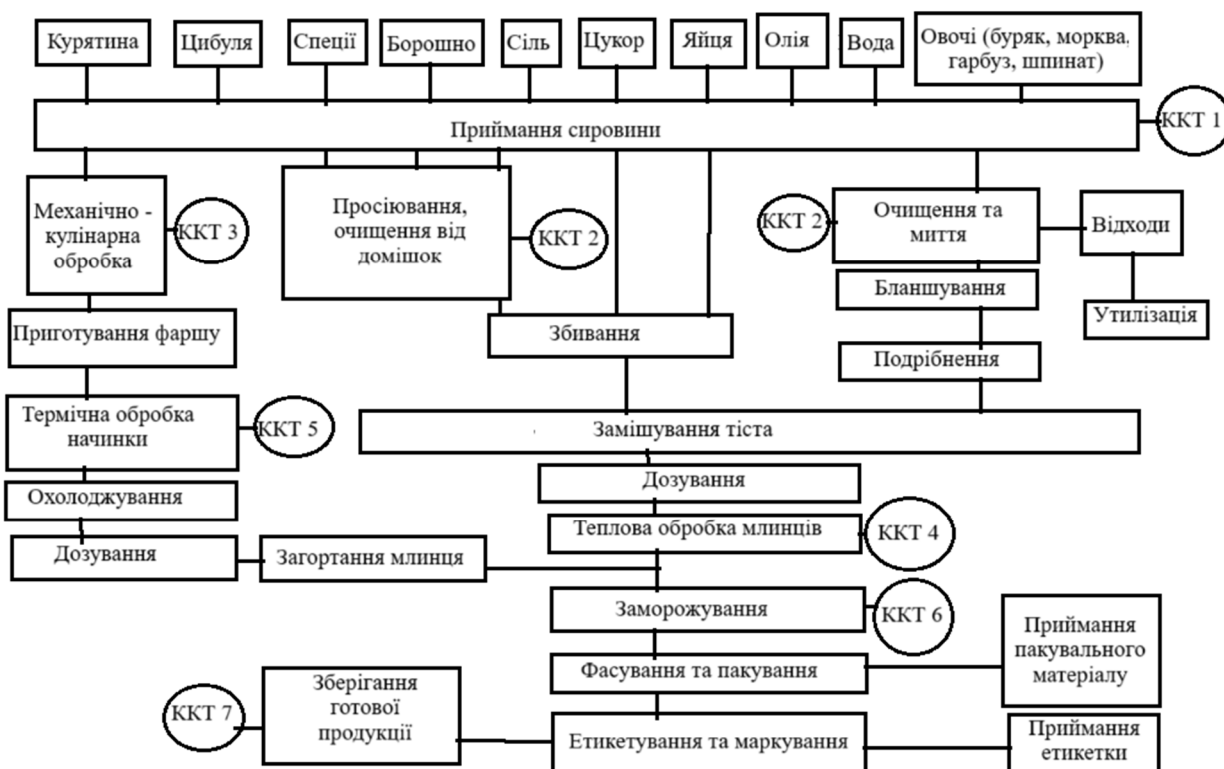 Курятина
Цибуля
Спеції
Борошно
Сіль
Цукор
Яйця
Олія
Вода
Овочі (буряк, морква,
гарбуз, шпинат)
Приймання сировини
ККТ 1
Механічно -
кулінарна
обробка
ККТ 3
Просіювання,
очищення від
домішок
ККТ 2
ККТ 2
Очищення та
миття
Відходи
Бланшування
Утилізація
Приготування фаршу
Збивання
Подрібнення
Термічна обробка
начинки
ККТ 5
Замішування тіста
Охолоджування
Дозування
Теплова обробка млинців
ККТ 4
Дозування
Загортання млинця
Заморожування
ККТ 6
Приймання
пакувального
матеріалу
Фасування та пакування
ККТ 7
Зберігання
готової
продукції
Етикетування та маркування
Приймання
етикетки